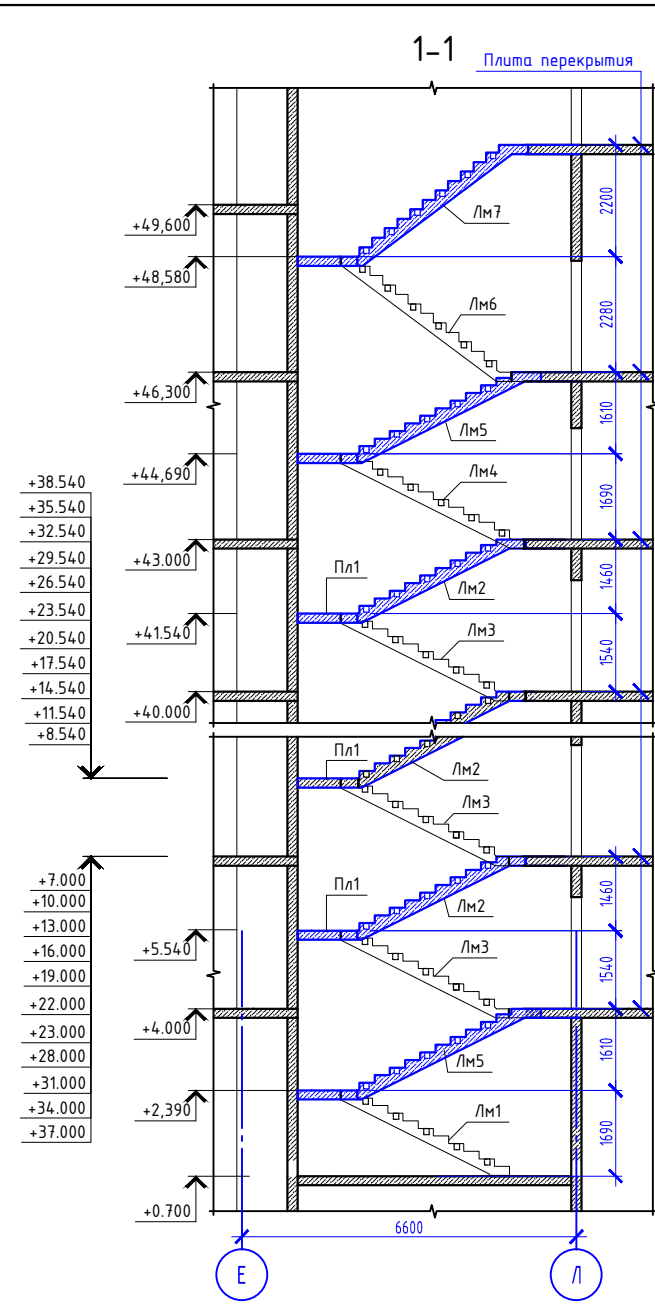 1-1
Плита перекрытия
2200
Лм7
+49,600
+48,580
Лм6
2280
+46,300
1610
Лм5
+44,690
Лм4
1690
+38.540
+35.540
+32.540
+29.540
+26.540
+23.540
+20.540
+17.540
+14.540
+11.540
+8.540
+43.000
Пл1
Лм2
1460
+41.540
Лм3
1540
+40.000
Пл1
Лм2
Лм3
+7.000
+10.000
+13.000
+16.000
+19.000
+22.000
+23.000
+28.000
+31.000
+34.000
+37.000
Пл1
Лм2
1460
+5.540
Лм3
1540
+4.000
1610
Лм5
+2,390
Лм1
1690
+0.700
6600
Е
Л